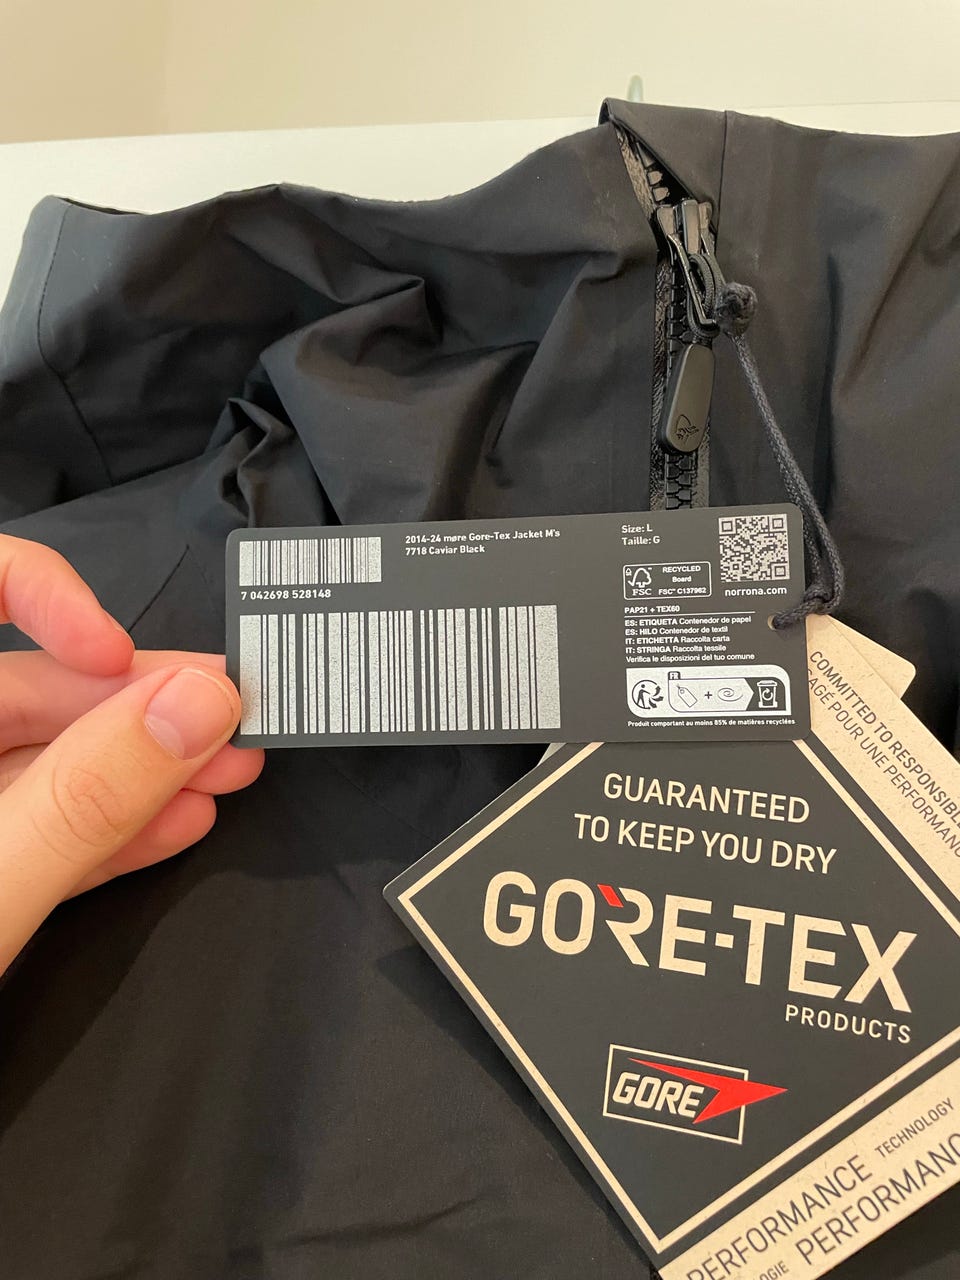 2014-24 møre Gore-Tex Jacket M's
7718 Caviar Black
7 042698 528148
Size: L
Taille: G
norrona.com
FSC
RECYCLED
Board
FSC® C137962
PAP21 + TEX60
ES: ETIQUETA Contenedor de papel
ES: HILO Contenedor de textil
IT: ETICHETTA Raccolta carta
IT: STRINGA Raccolta tessile
Verifica le disposizioni del tuo comune
FR
+
Produit comportant au moins 85% de matières recyclées
COMMITTED TO RESPONSIBLE
POUR UNE PERFORMANC
GUARANTEED
TO KEEP YOU DRY
GORE-TEX
PRODUCTS
GORE
PERFORMANCE TECHNOLOGY
OGIE PERFORMANC